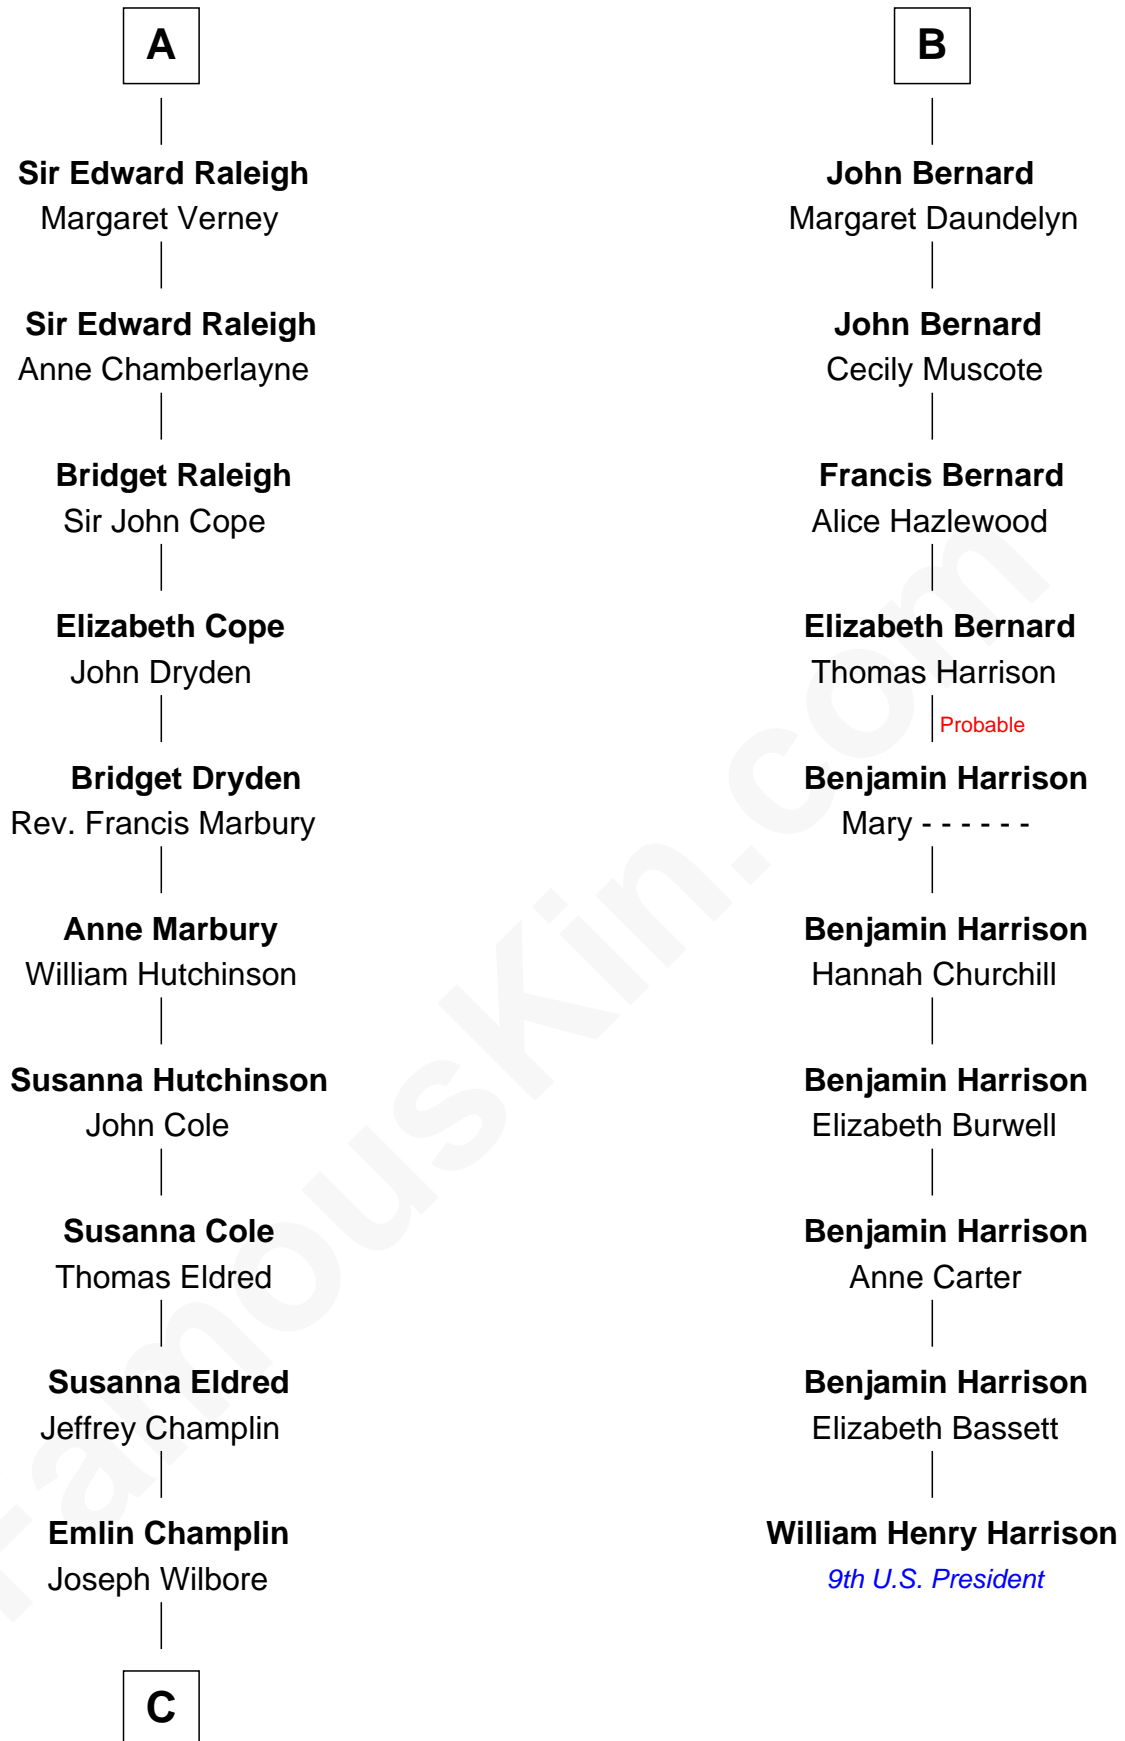 A
Sir Edward Raleigh
Margaret Verney
Sir Edward Raleigh
Anne Chamberlayne
Bridget Raleigh
Sir John Cope
Elizabeth Cope
John Dryden
Bridget Dryden
Rev. Francis Marbury
Anne Marbury
William Hutchinson
Susanna Hutchinson
John Cole
Susanna Cole
Thomas Eldred
Susanna Eldred
Jeffrey Champlin
Emlin Champlin
Joseph Wilbore
C
B
John Bernard
Margaret Daundelyn
John Bernard
Cecily Muscote
Francis Bernard
Alice Hazlewood
Elizabeth Bernard
Thomas Harrison
Probable
Benjamin Harrison
Mary - - - - - -
Benjamin Harrison
Hannah Churchill
Benjamin Harrison
Elizabeth Burwell
Benjamin Harrison
Anne Carter
Benjamin Harrison
Elizabeth Bassett
William Henry Harrison
9th U.S. President
FamousKin.com